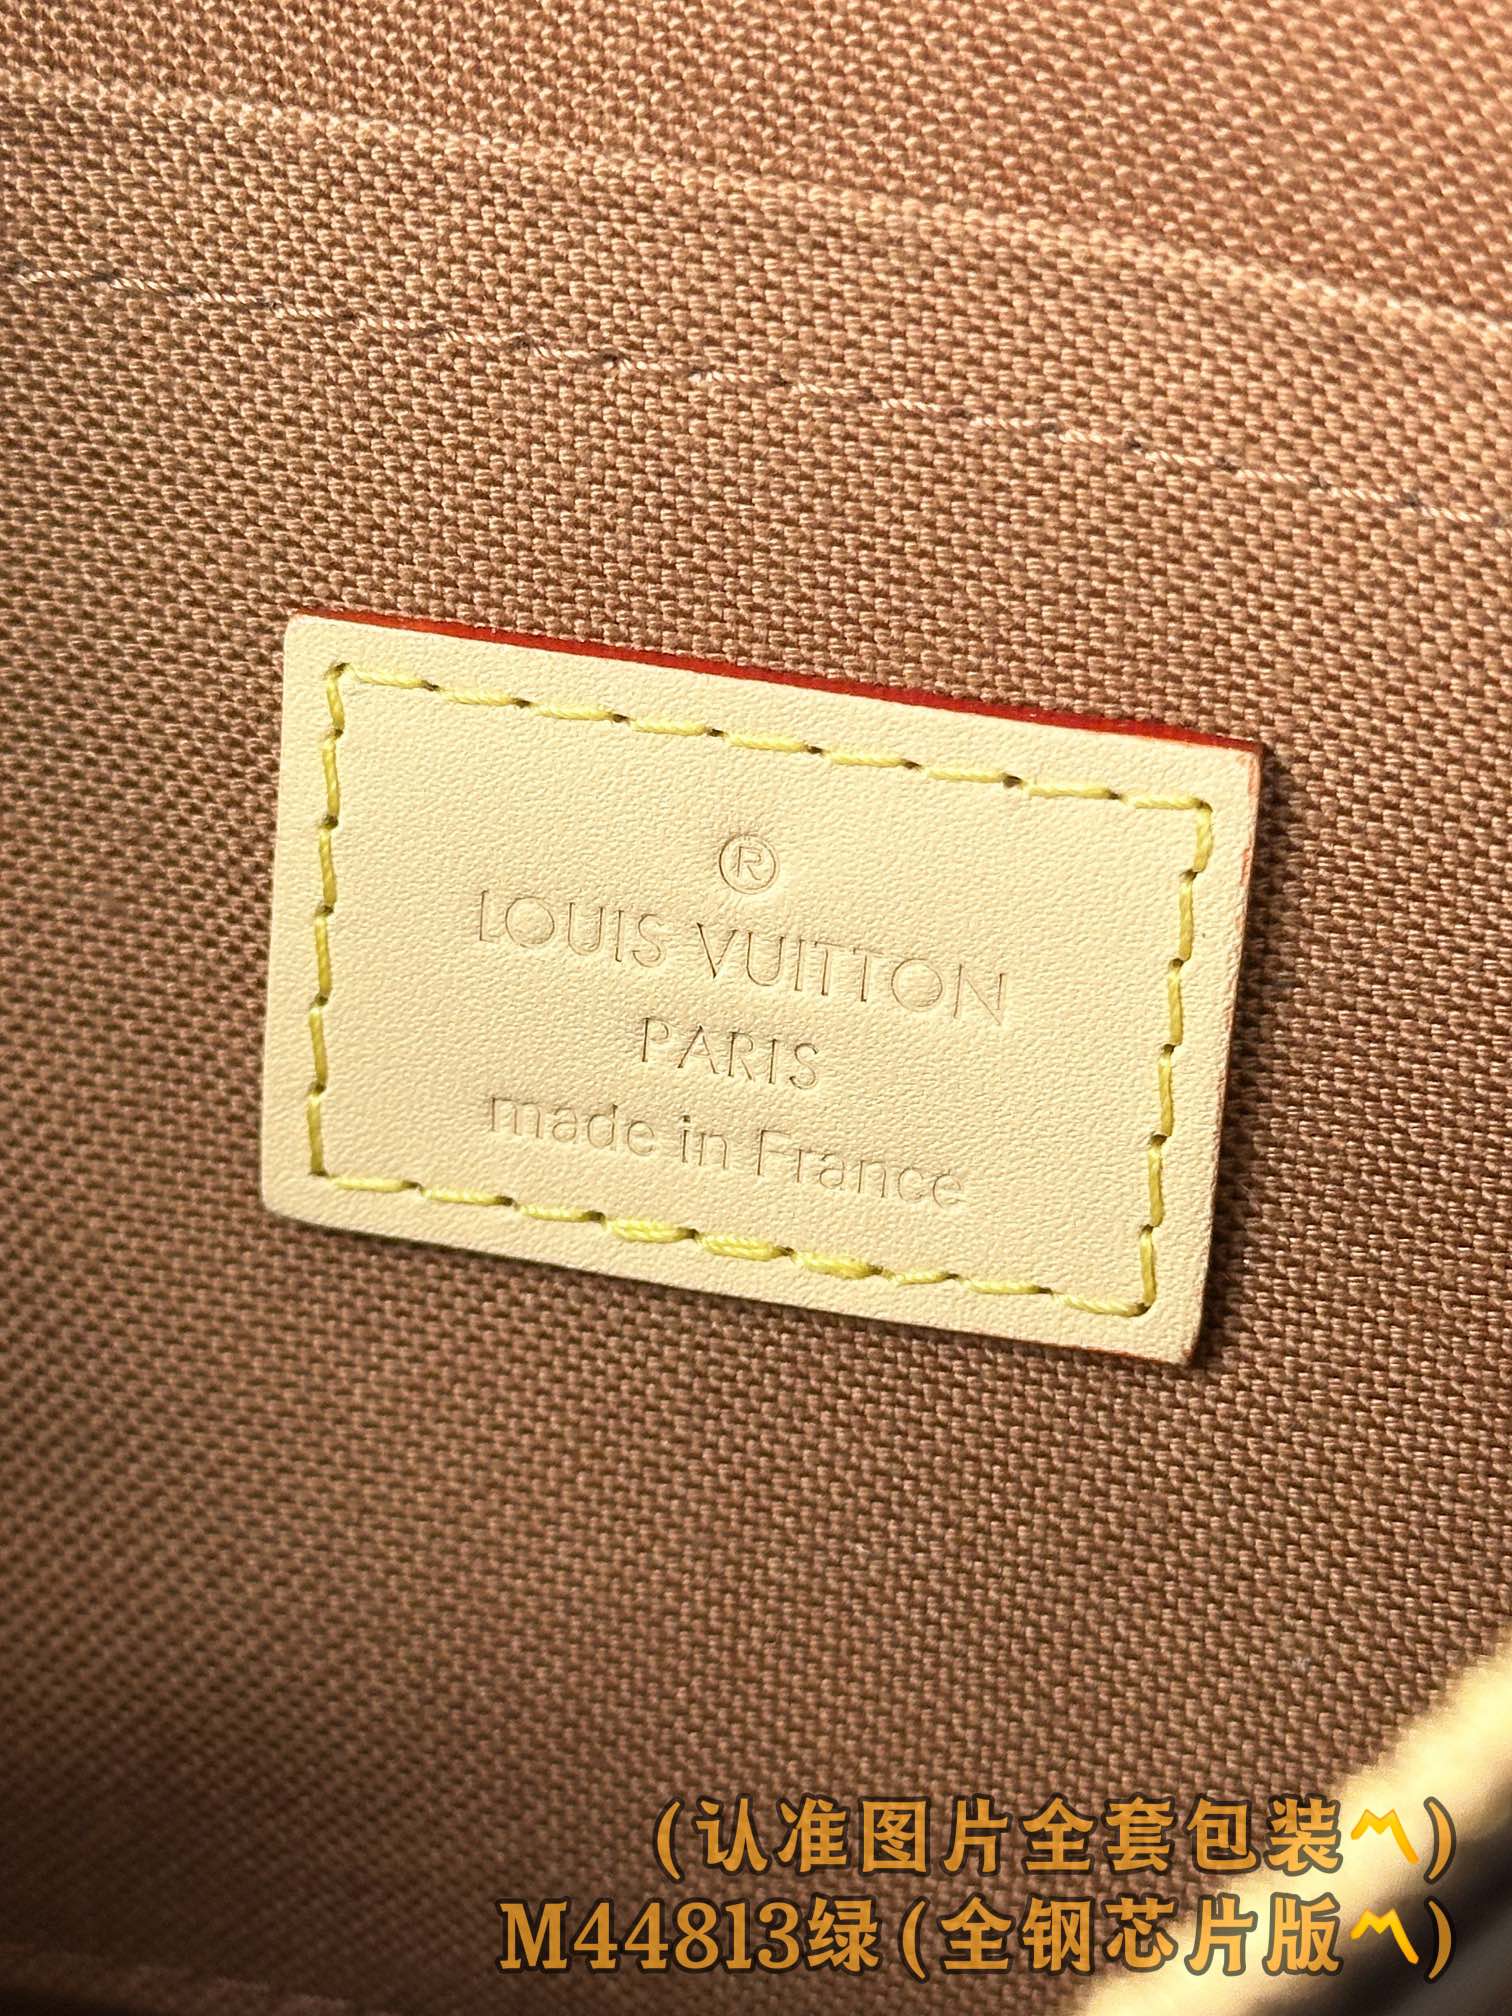 ®
LOUIS VUITTON
PARIS
made in France
(认准图片全套包装〽)
M44813绿(全钢芯片版〽)